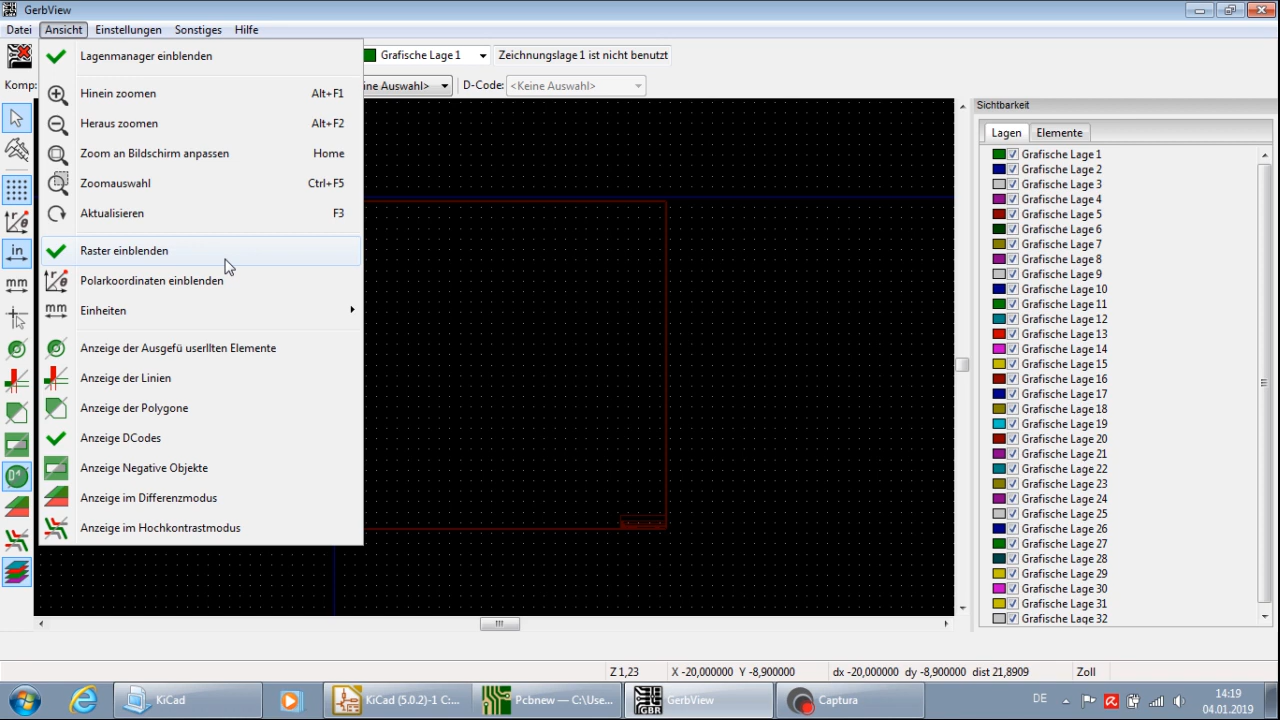 GerbView
Datei Ansicht Einstellungen Sonstiges Hilfe
Lagenmanager einblenden
Hinein zoomen Alt+F1
Heraus zoomen Alt+F2
Zoom an Bildschirm anpassen Home
Zoomauswahl Ctrl+F5
Aktualisieren F3
Raster einblenden
Polarkoordinaten einblenden
Einheiten
Anzeige der Ausgefü userllten Elemente
Anzeige der Linien
Anzeige der Polygone
Anzeige DCodes
Anzeige Negative Objekte
Anzeige im Differenzmodus
Anzeige im Hochkontrastmodus
Grafische Lage 1 Zeichnungslage 1 ist nicht benutzt
Komp: ine Auswahl> D-Code: <Keine Auswahl>
in
mm
mm
Sichtbarkeit
Lagen Elemente
Grafische Lage 1
Grafische Lage 2
Grafische Lage 3
Grafische Lage 4
Grafische Lage 5
Grafische Lage 6
Grafische Lage 7
Grafische Lage 8
Grafische Lage 9
Grafische Lage 10
Grafische Lage 11
Grafische Lage 12
Grafische Lage 13
Grafische Lage 14
Grafische Lage 15
Grafische Lage 16
Grafische Lage 17
Grafische Lage 18
Grafische Lage 19
Grafische Lage 20
Grafische Lage 21
Grafische Lage 22
Grafische Lage 23
Grafische Lage 24
Grafische Lage 25
Grafische Lage 26
Grafische Lage 27
Grafische Lage 28
Grafische Lage 29
Grafische Lage 30
Grafische Lage 31
Grafische Lage 32
Z 1,23 X -20,000000 Y -8,900000 dx -20,000000 dy -8,900000 dist 21,8909 Zoll
KiCad KiCad (5.0.2)-1 C:... Pcbnew — C:\Use... GBR GerbView Captura DE 14:19
04.01.2019